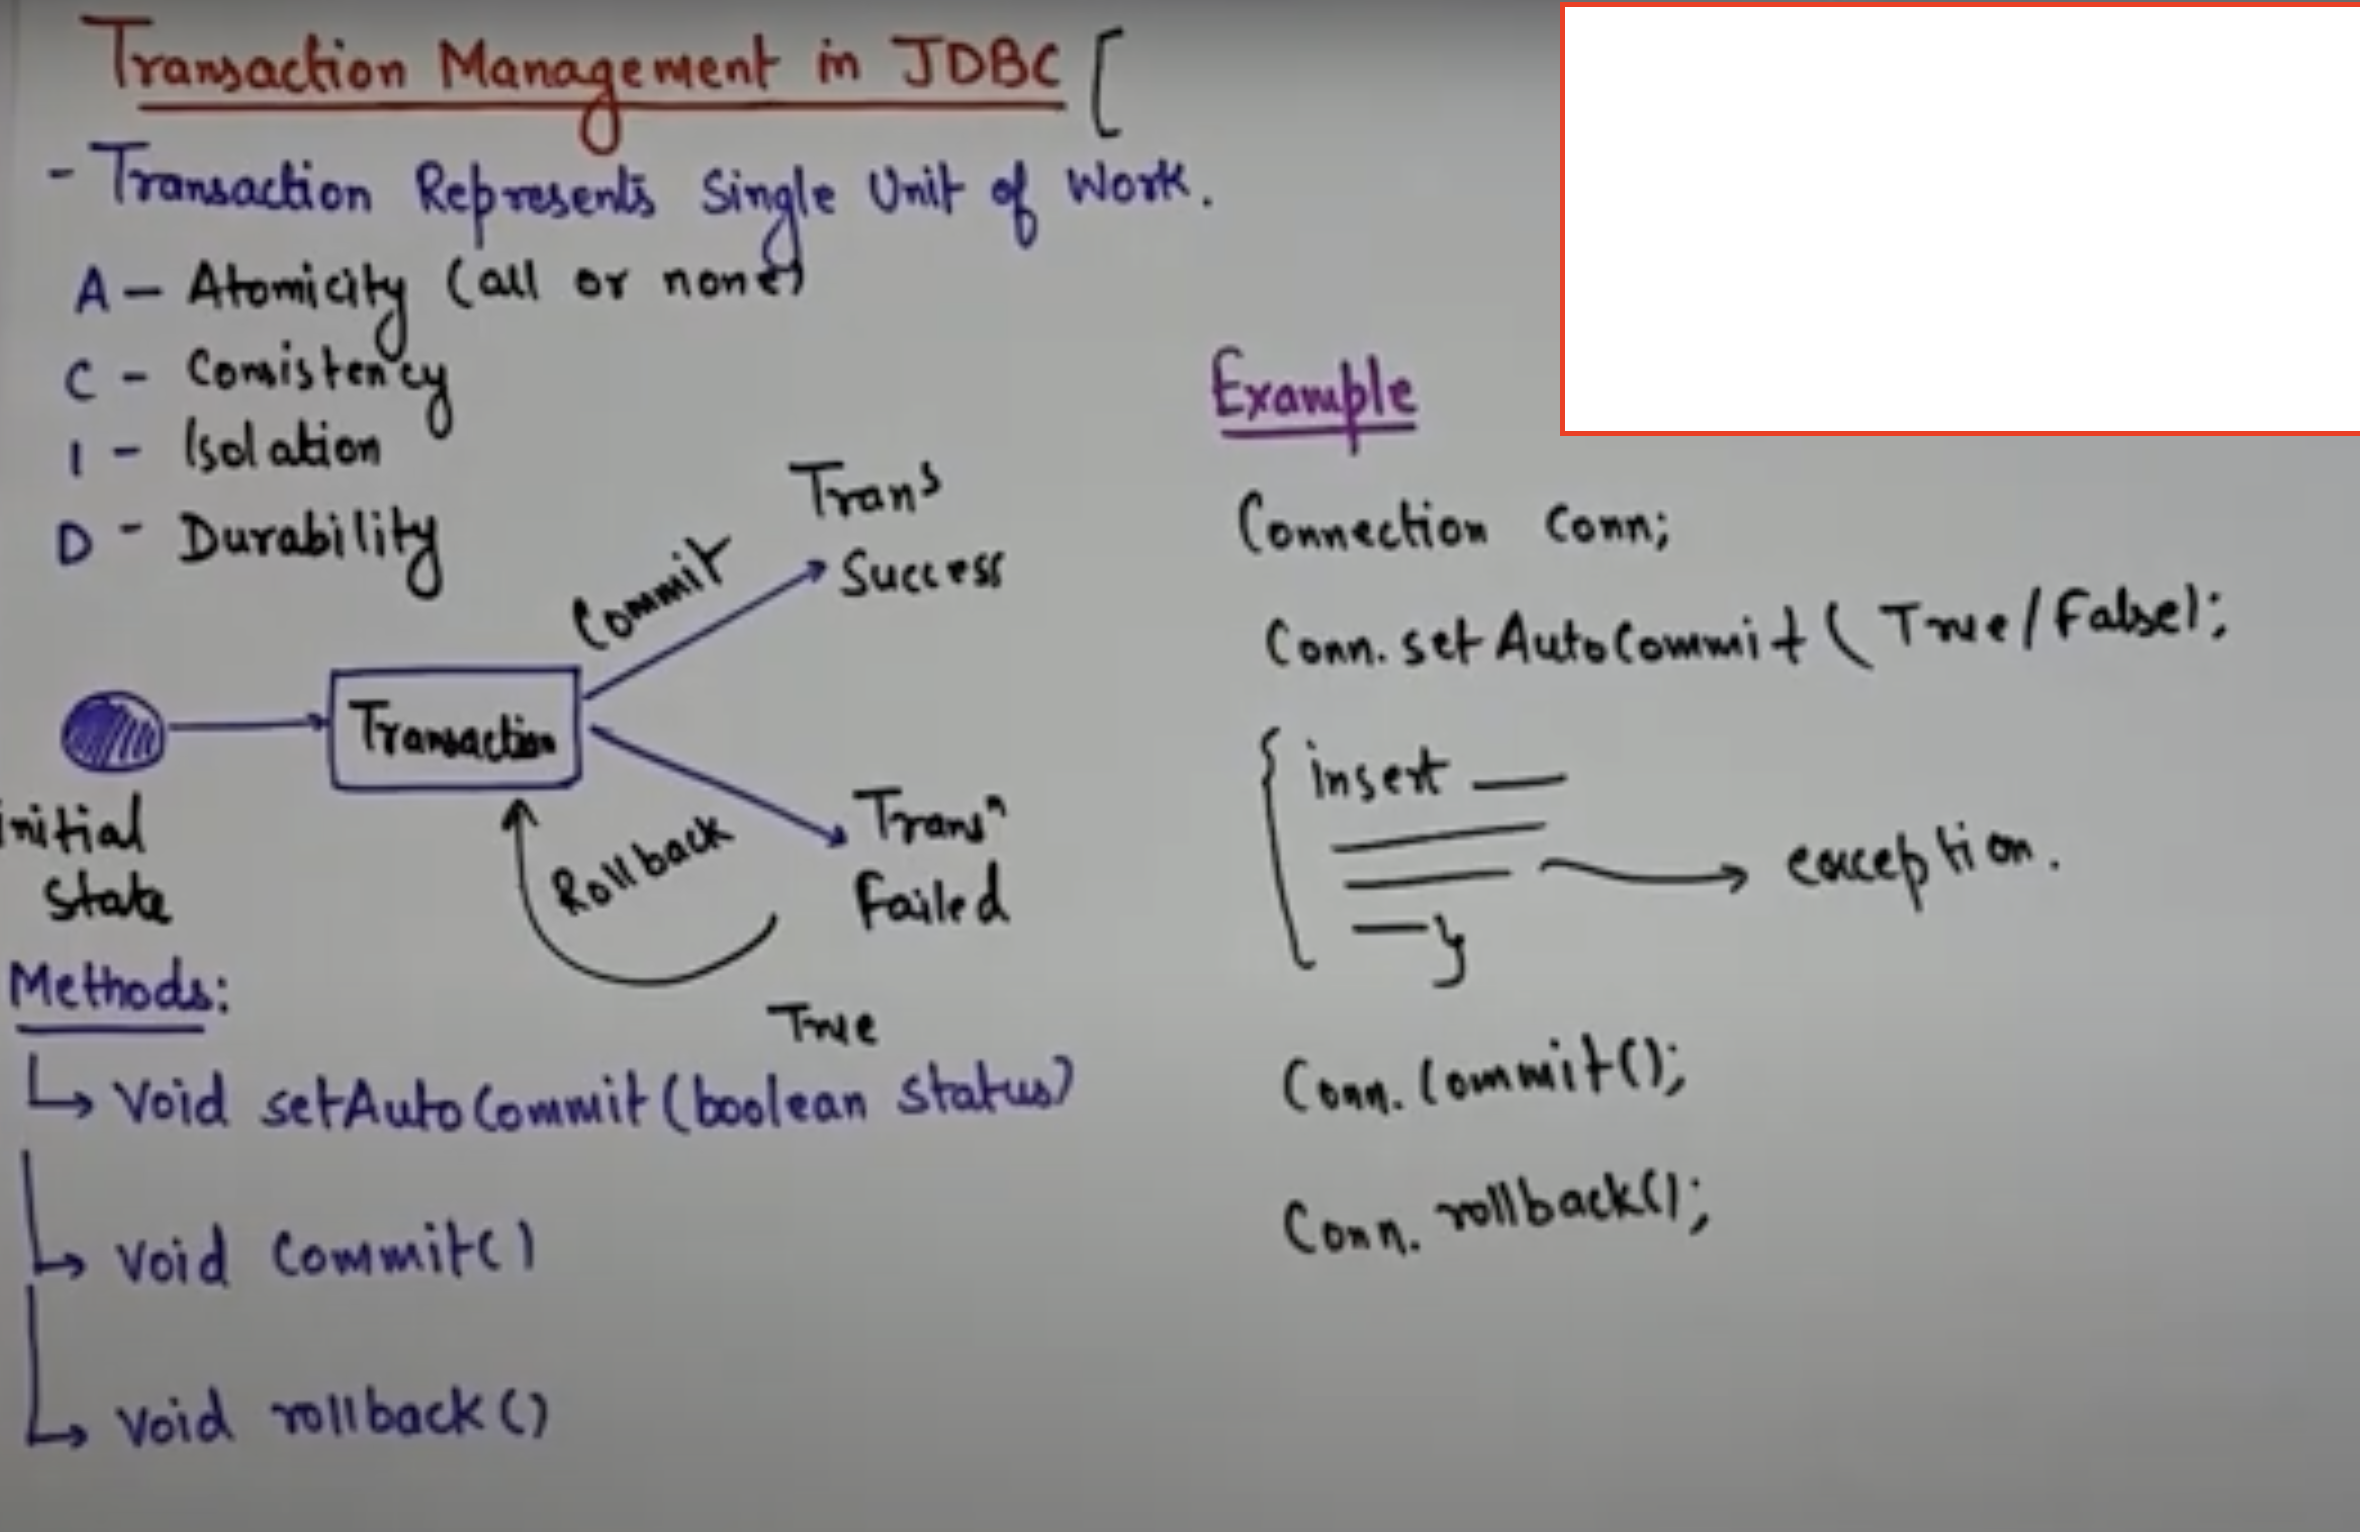 Transaction Management in JDBC [
- Transaction Represents Single Unit of Work.
A - Atomicity (all or none)
C - Consistency
I - Isolation
D - Durability
Commit
Trans
Success
Transaction
initial
State
Rollback
Transⁿ
Failed
Methods:
True
Void setAutoCommit(boolean Status)
Void Commit()
Void rollback()
Example
Connection Conn;
Conn.setAutoCommit(True/False);
{ insert —
} exception.
Conn.Commit();
Conn.rollback();